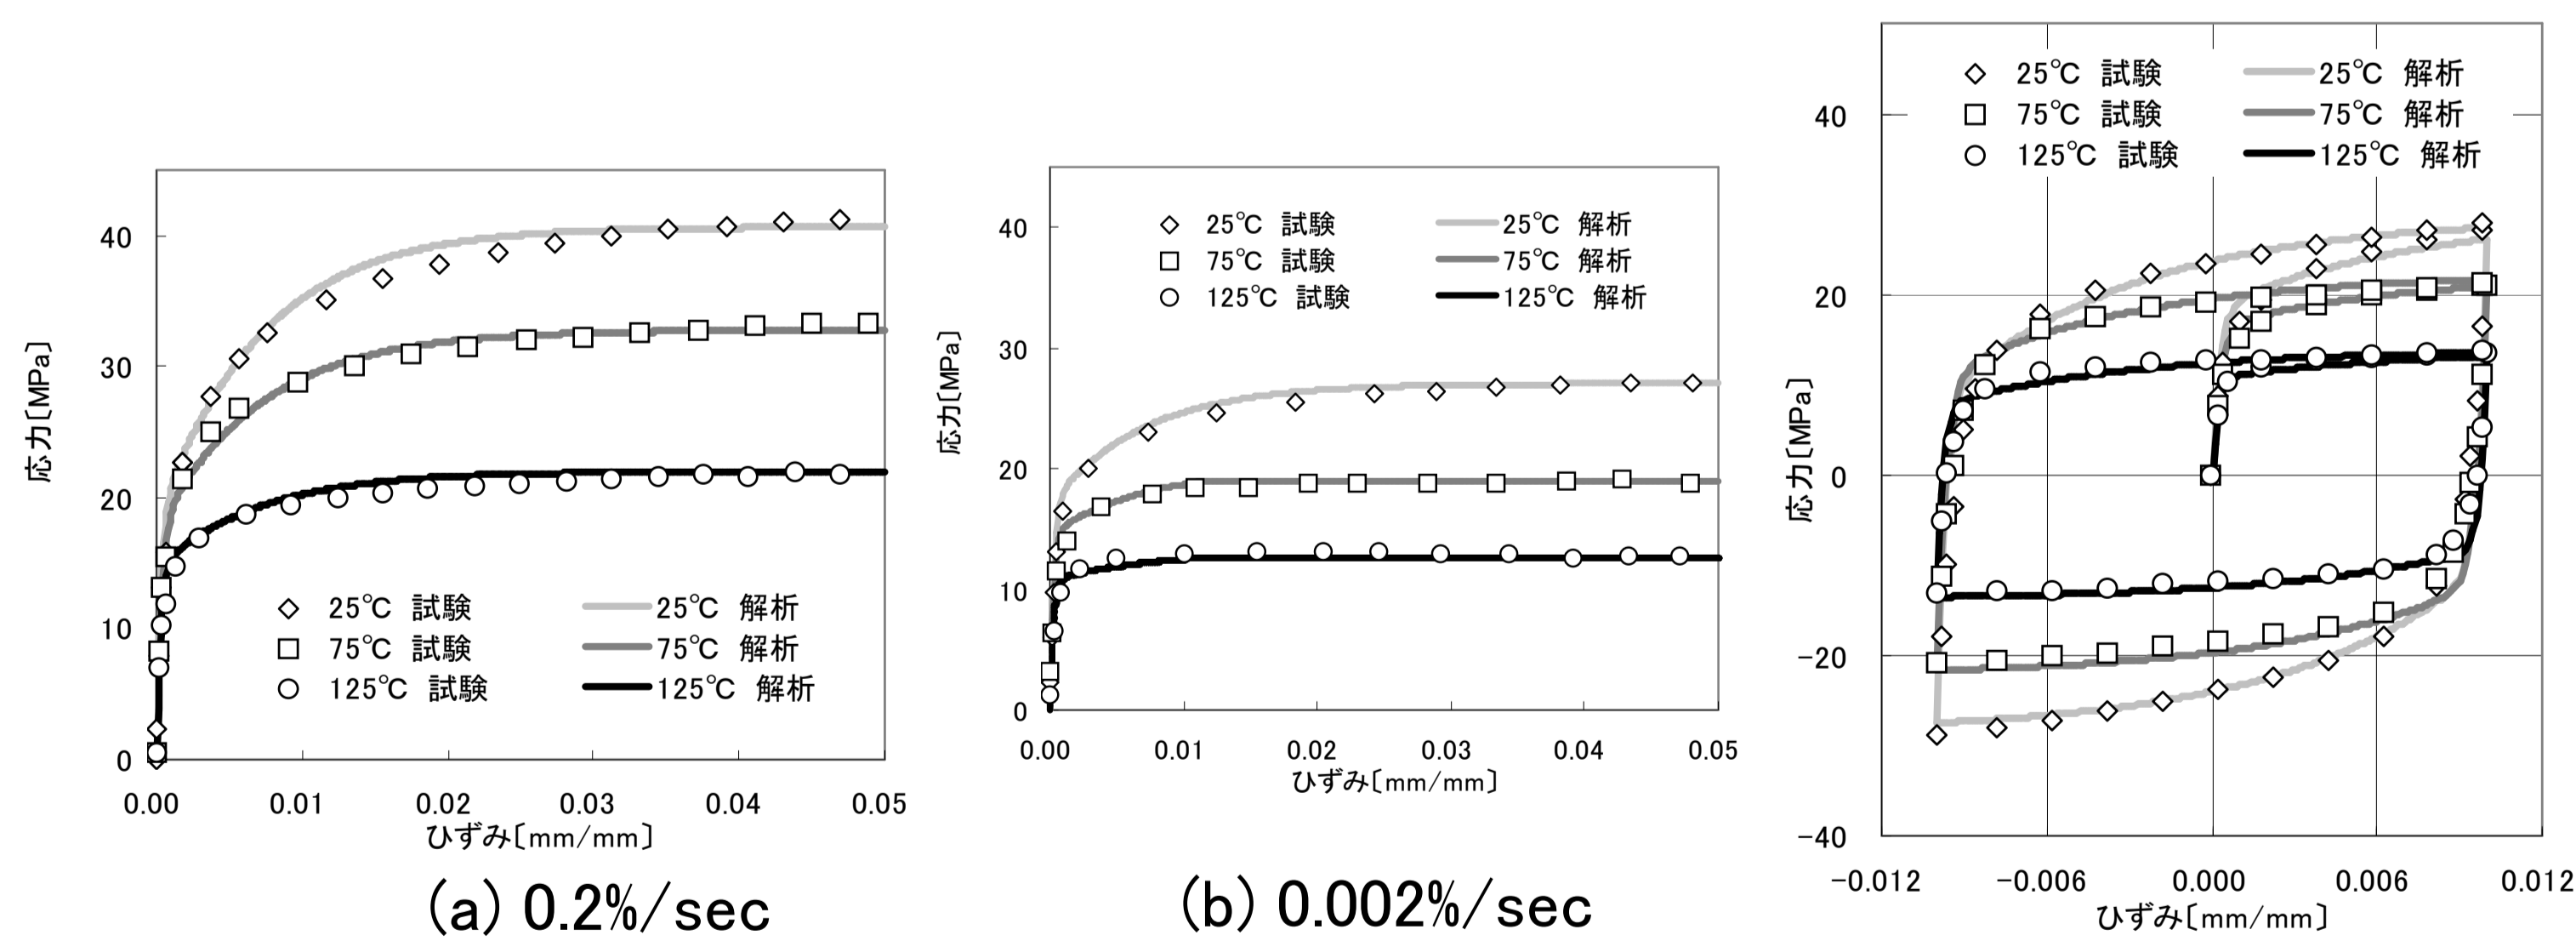 応力〔MPa〕
40
30
20
10
0
◇ 25℃ 試験 25℃ 解析
□ 75℃ 試験 75℃ 解析
○ 125℃ 試験 125℃ 解析
0.00 0.01 0.02 0.03 0.04 0.05
ひずみ〔mm/mm〕
(a) 0.2%/sec
応力〔MPa〕
40
30
20
10
0
◇ 25℃ 試験 25℃ 解析
□ 75℃ 試験 75℃ 解析
○ 125℃ 試験 125℃ 解析
0.00 0.01 0.02 0.03 0.04 0.05
ひずみ〔mm/mm〕
(b) 0.002%/sec
応力〔MPa〕
40
20
0
-20
-40
◇ 25℃ 試験 25℃ 解析
□ 75℃ 試験 75℃ 解析
○ 125℃ 試験 125℃ 解析
-0.012 -0.006 0.000 0.006 0.012
ひずみ〔mm/mm〕